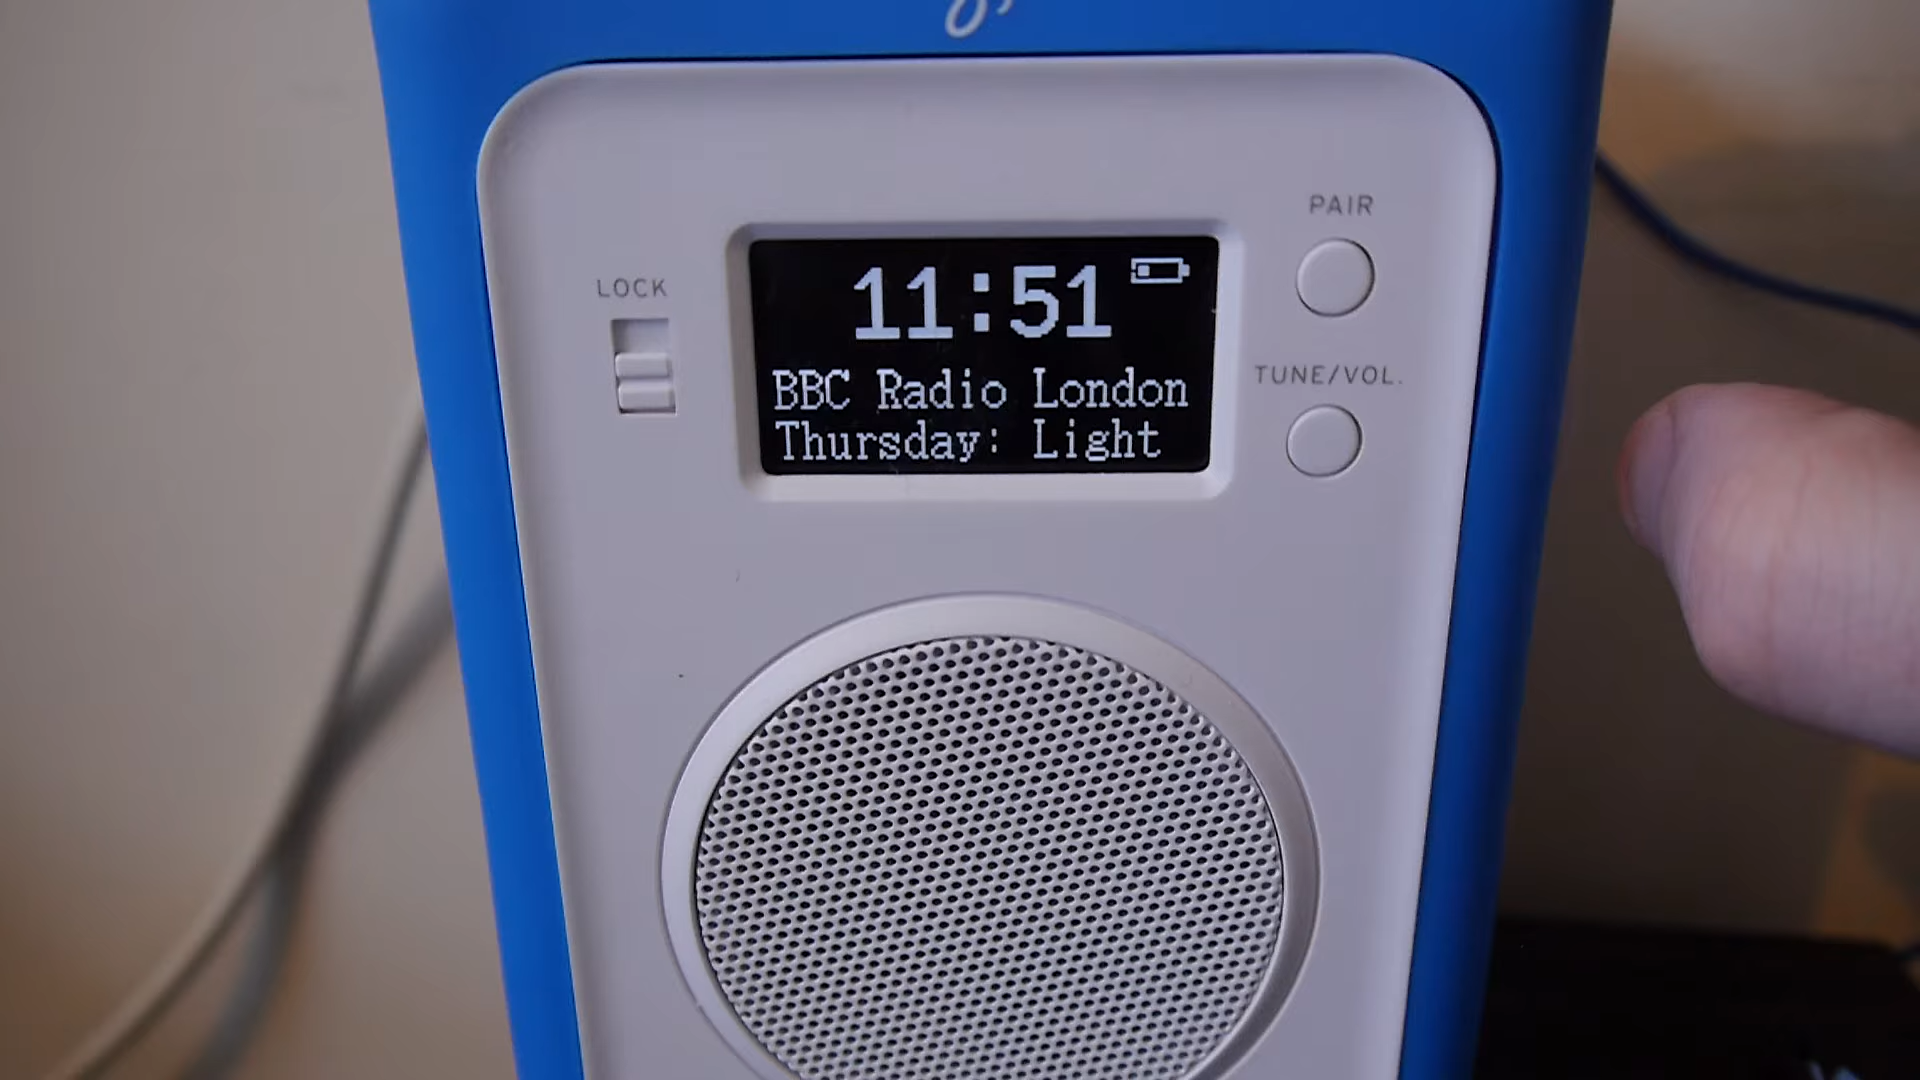 PAIR
LOCK
11:51
TUNE/VOL.
BBC Radio London
Thursday: Light